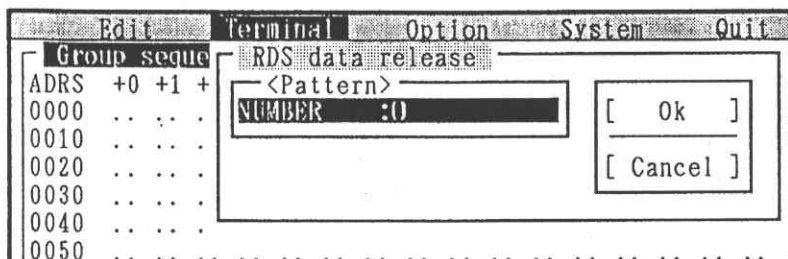 Edit Terminal Option System Quit
Group seque RDS data release
ADRS +0 +1 + <Pattern>
0000 .. .. . NUMBER :0 [ Ok ]
0010 .. .. .
0020 .. .. . [ Cancel ]
0030 .. .. .
0040 .. .. .
0050 .. .. .. .. .. .. .. .. .. .. .. .. .. .. .. ..